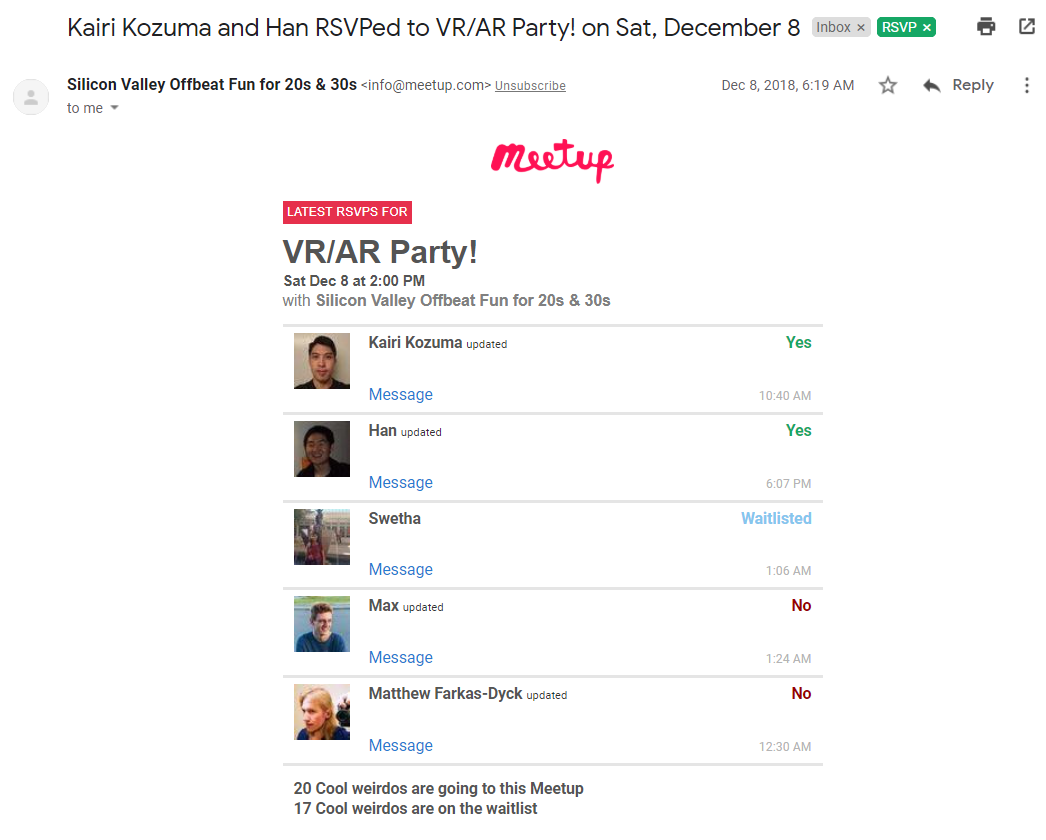 Kairi Kozuma and Han RSVPed to VR/AR Party! on Sat, December 8 Inbox × RSVP ×
Silicon Valley Offbeat Fun for 20s & 30s <info@meetup.com> Unsubscribe Dec 8, 2018, 6:19 AM Reply
to me
Meetup
LATEST RSVPS FOR
VR/AR Party!
Sat Dec 8 at 2:00 PM
with Silicon Valley Offbeat Fun for 20s & 30s
Kairi Kozuma updated Yes
Message 10:40 AM
Han updated Yes
Message 6:07 PM
Swetha Waitlisted
Message 1:06 AM
Max updated No
Message 1:24 AM
Matthew Farkas-Dyck updated No
Message 12:30 AM
20 Cool weirdos are going to this Meetup
17 Cool weirdos are on the waitlist